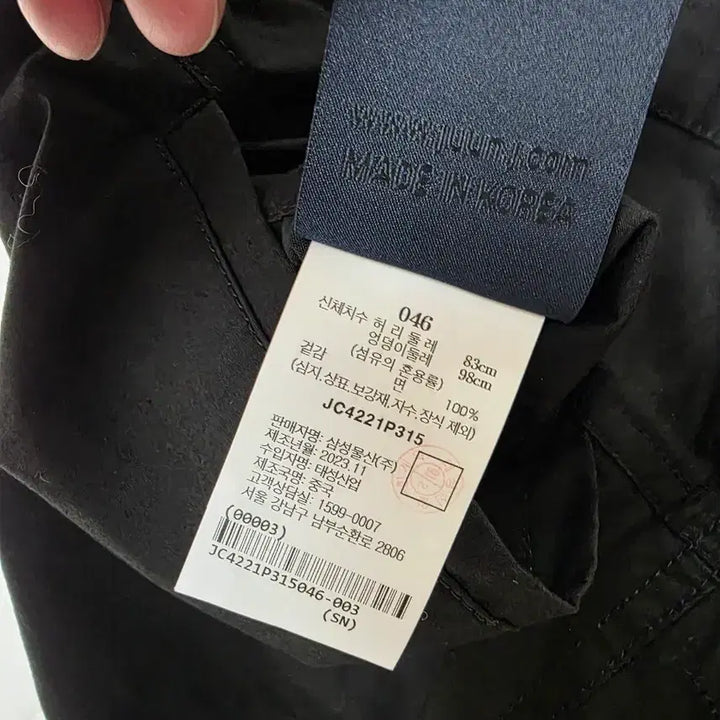 www.juunj.com
MADE IN KOREA
046
신체치수 허 리 둘 레 83cm
엉덩이둘레 98cm
겉감 (섬유의 혼용률)
면 100%
(심지,상표,보강재,자수,장식 제외)
JC4221P315
판매자명: 삼성물산(주)
제조년월: 2023.11
수입자명: 태성산업
제조국명: 중국
고객상담실: 1599-0007
서울 강남구 남부순환로 2806
(00003)
JC4221P315046-003
(SN)